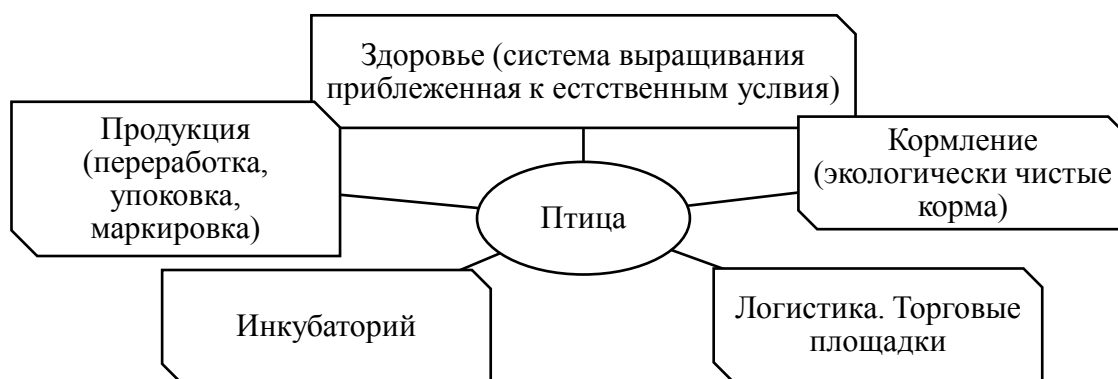 Здоровье (система выращивания
приблеженная к естственным услвия)
Продукция
(переработка,
упоковка,
маркировка)
Кормление
(экологически чистые
корма)
Птица
Инкубаторий
Логистика. Торговые
площадки